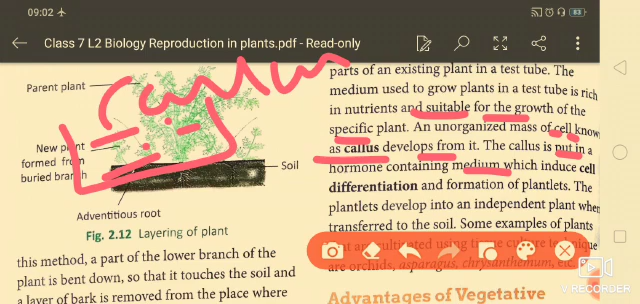 09:02
83
Class 7 L2 Biology Reproduction in plants.pdf - Read-only
Parent plant
callus
New plant
formed from
buried branch
Soil
Adventitious root
Fig. 2.12 Layering of plant
this method, a part of the lower branch of the
plant is bent down, so that it touches the soil and
a layer of bark is removed from the place where
parts of an existing plant in a test tube. The
medium used to grow plants in a test tube is rich
in nutrients and suitable for the growth of the
specific plant. An unorganized mass of cell know
as callus develops from it. The callus is put in a
hormone containing medium which induce cell
differentiation and formation of plantlets. The
plantlets develop into an independent plant when
transferred to the soil. Some examples of plants
are orchids, asparagus, chrysanthemum, etc.
Advantages of Vegetative
V RECORDER